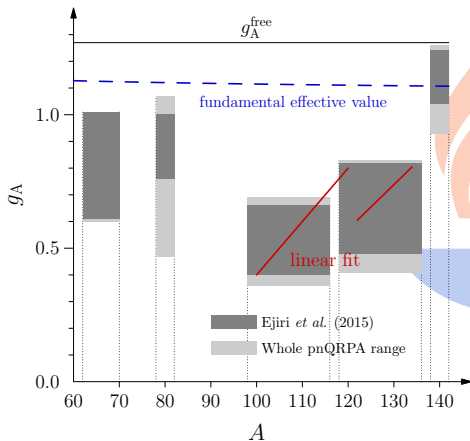 g_A^free
fundamental effective value
1.0
g_A
0.5
linear fit
Ejiri et al. (2015)
Whole pnQRPA range
0.0
60 70 80 90 100 110 120 130 140
A